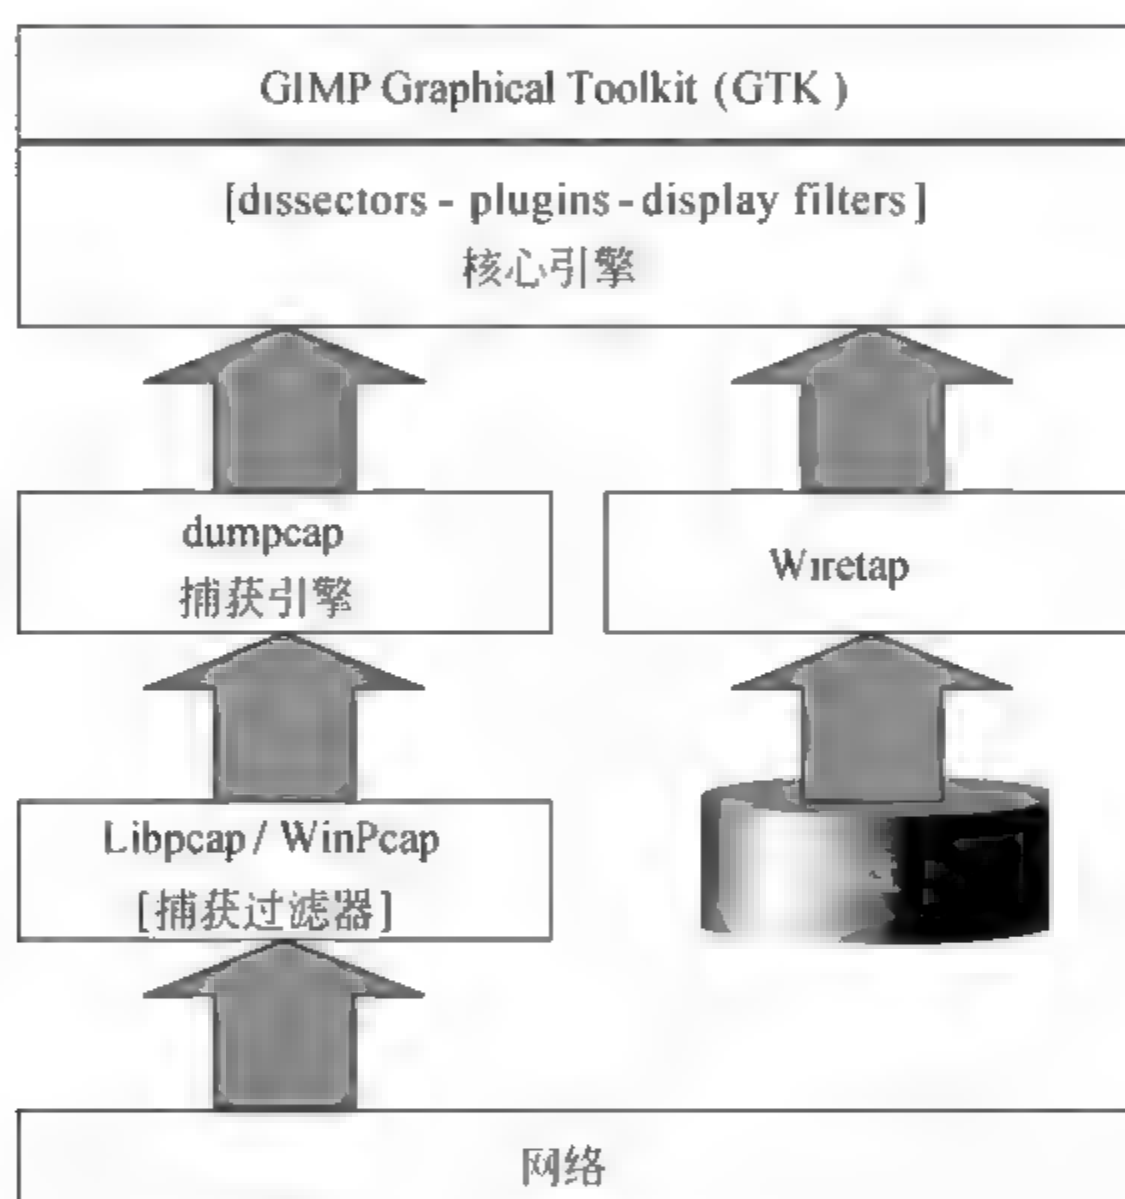 GIMP Graphical Toolkit (GTK )
[dissectors - plugins - display filters ]
核心引擎
dumpcap
捕获引擎
Wiretap
Libpcap / WinPcap
[捕获过滤器]
网络